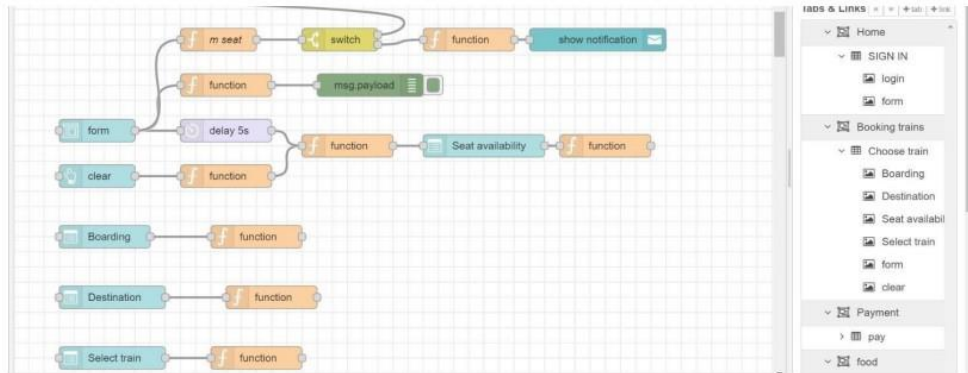 Tabs & Links + tab + link
m seat
switch
function
show notification
function
msg.payload
form
delay 5s
function
Seat availability
function
clear
function
Boarding
function
Destination
function
Select train
function
Home
SIGN IN
login
form
Booking trains
Choose train
Boarding
Destination
Seat availabil
Select train
form
clear
Payment
pay
food